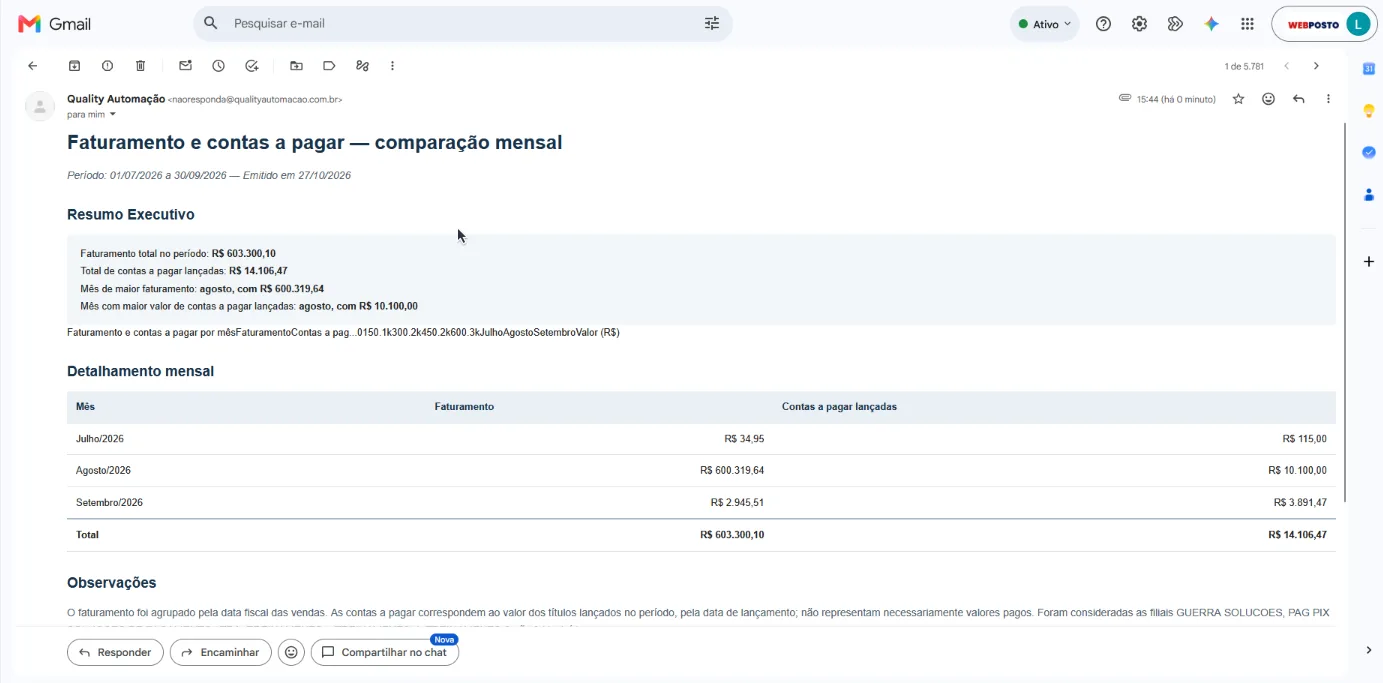 Gmail
Pesquisar e-mail
Ativo
WEBPOSTO
L
1 de 5.781
31
Quality Automação <naoresponda@qualityautomacao.com.br>
15:44 (há 0 minuto)
para mim
Faturamento e contas a pagar — comparação mensal
Período: 01/07/2026 a 30/09/2026 — Emitido em 27/10/2026
Resumo Executivo
Faturamento total no período: R$ 603.300,10
Total de contas a pagar lançadas: R$ 14.106,47
Mês de maior faturamento: agosto, com R$ 600.319,64
Mês com maior valor de contas a pagar lançadas: agosto, com R$ 10.100,00
Faturamento e contas a pagar por mêsFaturamentoContas a pag...0150.1k300.2k450.2k600.3kJulhoAgostoSetembroValor (R$)
Detalhamento mensal
Mês Faturamento Contas a pagar lançadas
Julho/2026 R$ 34,95 R$ 115,00
Agosto/2026 R$ 600.319,64 R$ 10.100,00
Setembro/2026 R$ 2.945,51 R$ 3.891,47
Total R$ 603.300,10 R$ 14.106,47
Observações
O faturamento foi agrupado pela data fiscal das vendas. As contas a pagar correspondem ao valor dos títulos lançados no período, pela data de lançamento; não representam necessariamente valores pagos. Foram consideradas as filiais GUERRA SOLUCOES, PAG PIX
Nova
Responder
Encaminhar
Compartilhar no chat